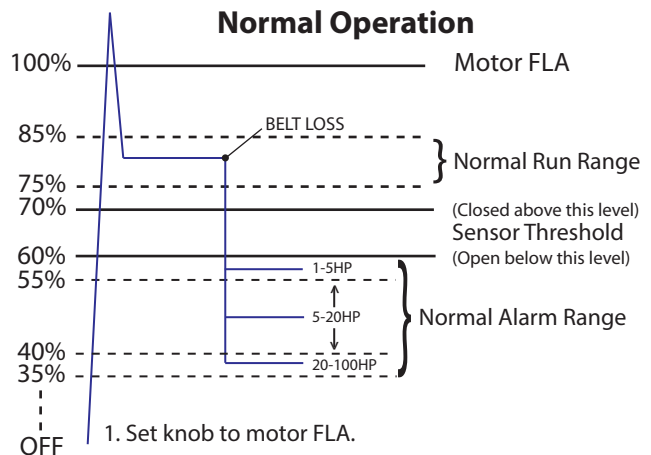 Normal Operation
100%
Motor FLA
85%
BELT LOSS
Normal Run Range
75%
70%
(Closed above this level)
Sensor Threshold
60%
(Open below this level)
1-5HP
55%
5-20HP
Normal Alarm Range
40%
20-100HP
35%
1. Set knob to motor FLA.
OFF